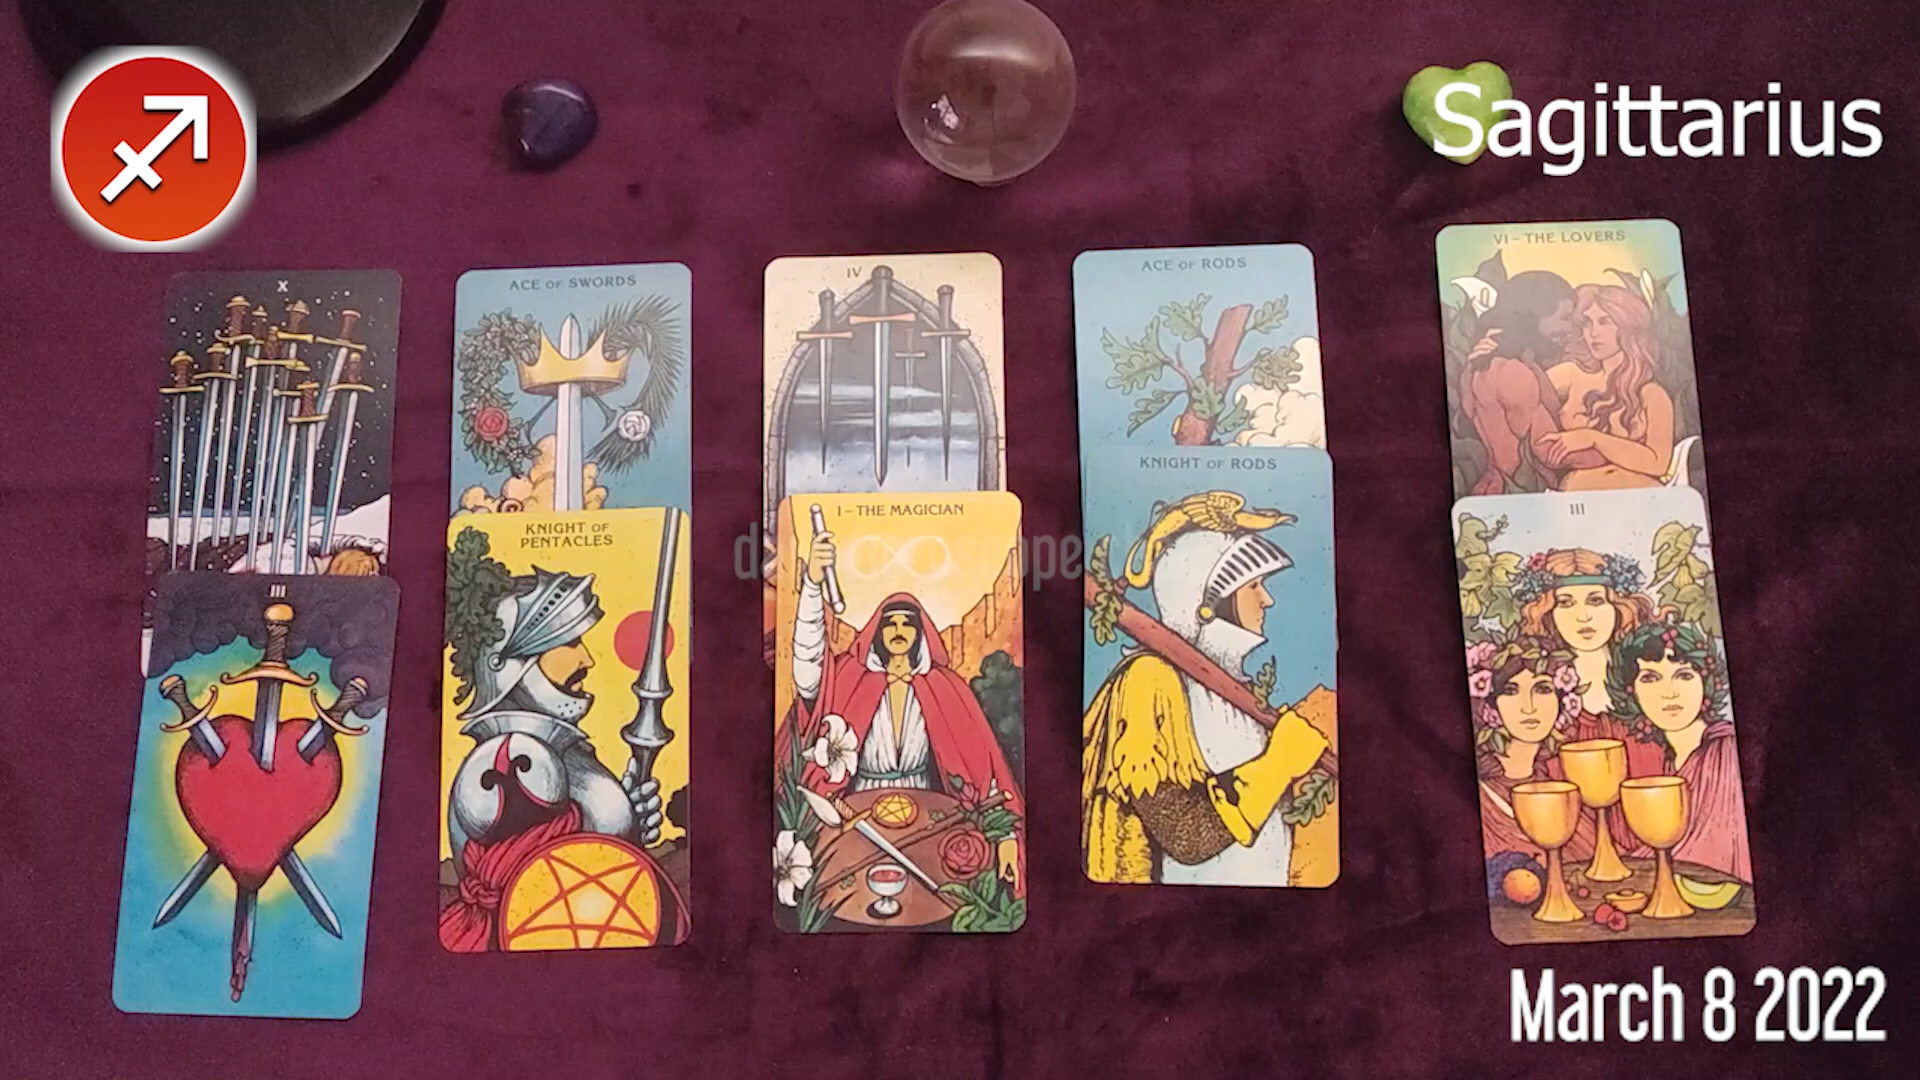 Sagittarius
X
ACE OF SWORDS
IV
ACE OF RODS
VI – THE LOVERS
III
KNIGHT OF
PENTACLES
I – THE MAGICIAN
KNIGHT OF RODS
III
March 8 2022